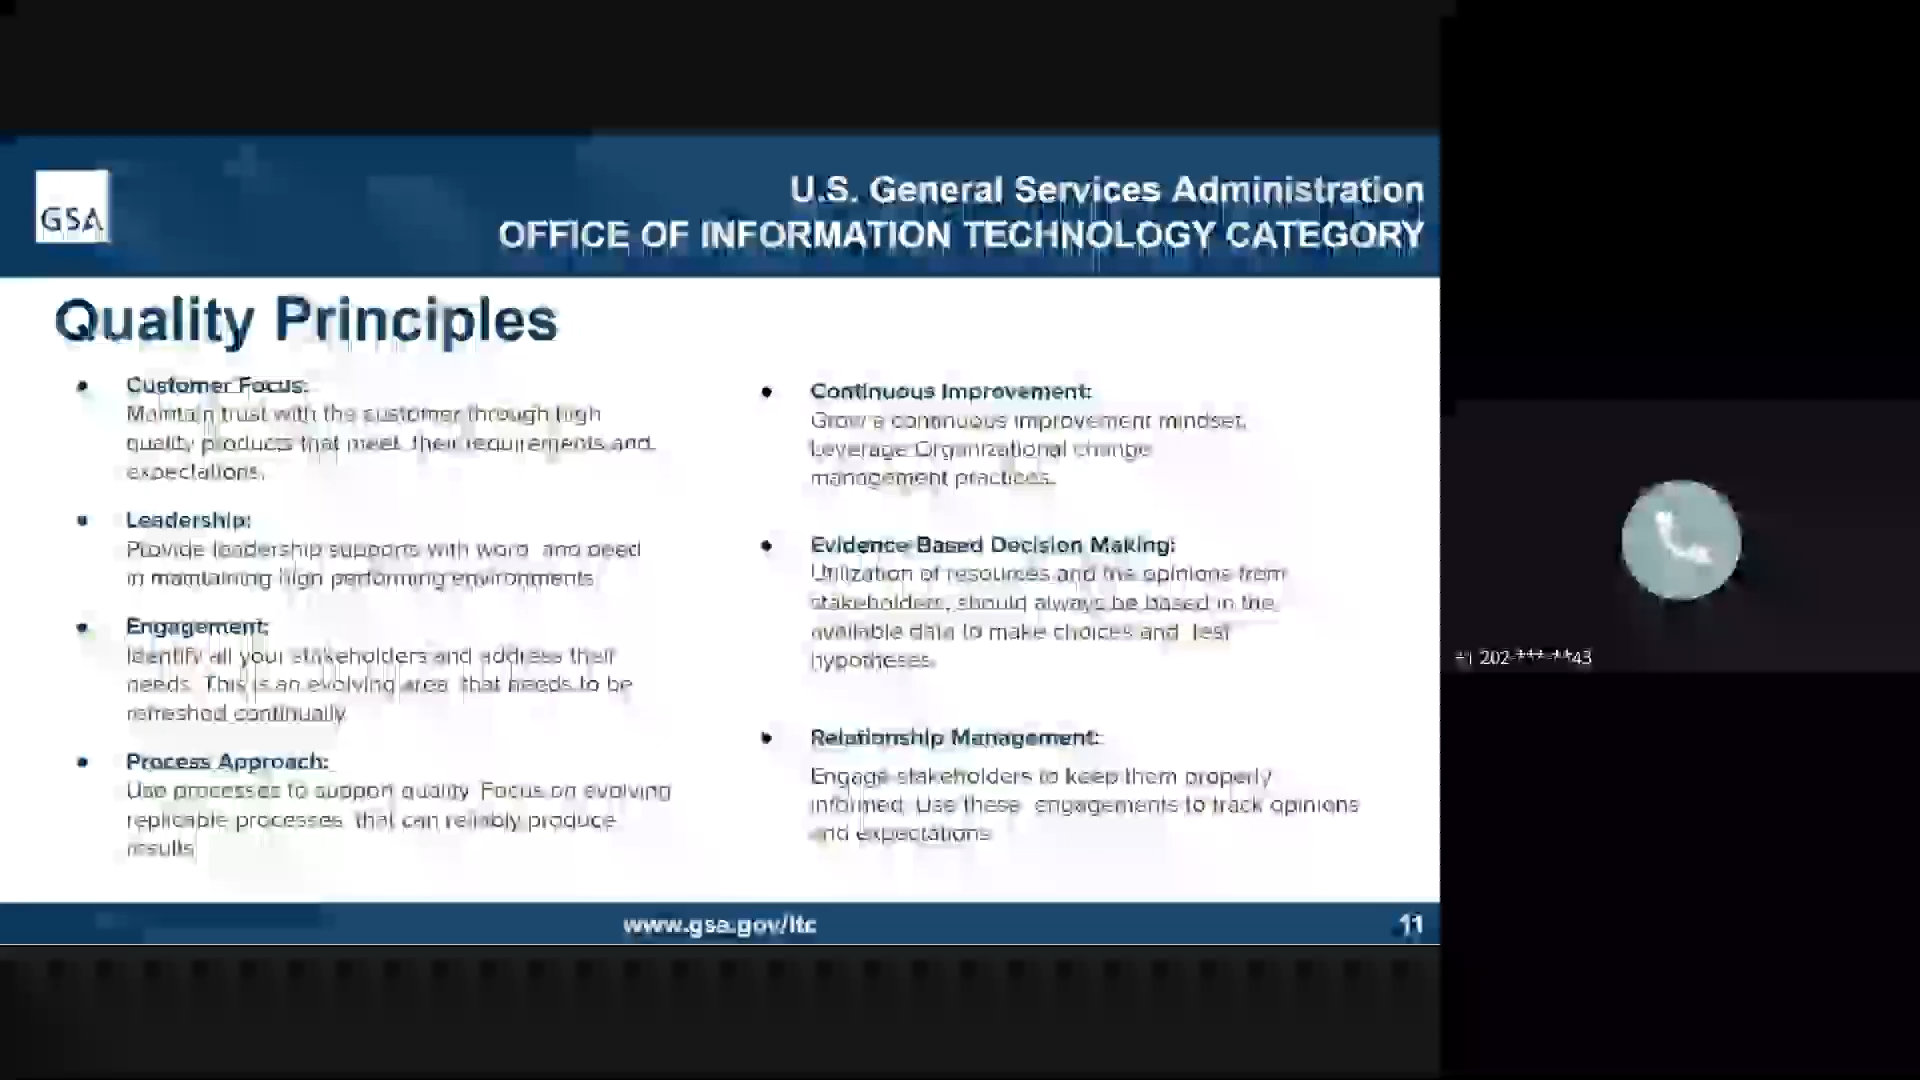 GSA
U.S. General Services Administration
OFFICE OF INFORMATION TECHNOLOGY CATEGORY
Quality Principles
• Customer Focus:
Maintain trust with the customer through high
quality products that meet their requirements and
expectations.
• Leadership:
Provide leadership supports with word and deed
in maintaining high performing environments
• Engagement:
Identify all your stakeholders and address their
needs. This is an evolving area that needs to be
refreshed continually
• Process Approach:
Use processes to support quality. Focus on evolving
replicable processes that can reliably produce
results
• Continuous Improvement:
Grow a continuous improvement mindset.
Leverage Organizational change
management practices.
• Evidence Based Decision Making:
Utilization of resources and the opinions from
stakeholders, should always be based in the
available data to make choices and test
hypotheses.
• Relationship Management:
Engage stakeholders to keep them properly
informed. Use these engagements to track opinions
and expectations
www.gsa.gov/itc
11
+1 202-***-**43